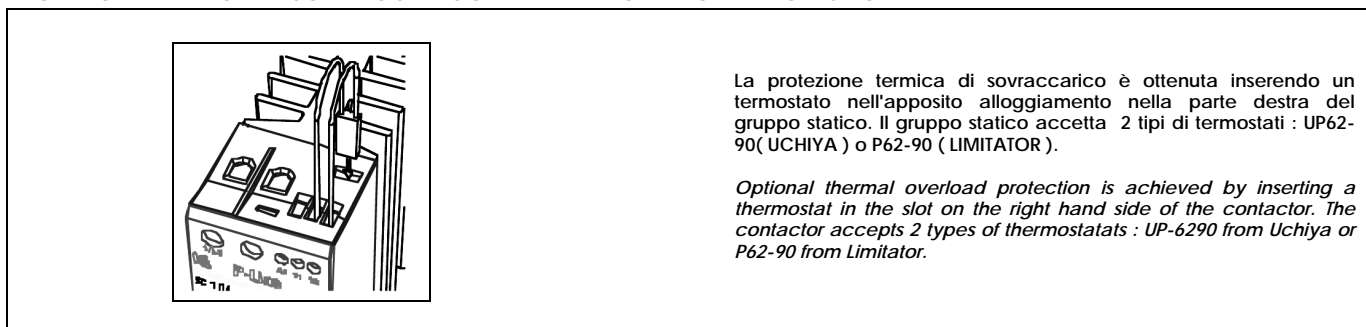 La protezione termica di sovraccarico è ottenuta inserendo un
termostato nell'apposito alloggiamento nella parte destra del
gruppo statico. Il gruppo statico accetta 2 tipi di termostati : UP62-
90( UCHIYA ) o P62-90 ( LIMITATOR ).
Optional thermal overload protection is achieved by inserting a
thermostat in the slot on the right hand side of the contactor. The
contactor accepts 2 types of thermostatats : UP-6290 from Uchiya or
P62-90 from Limitator.